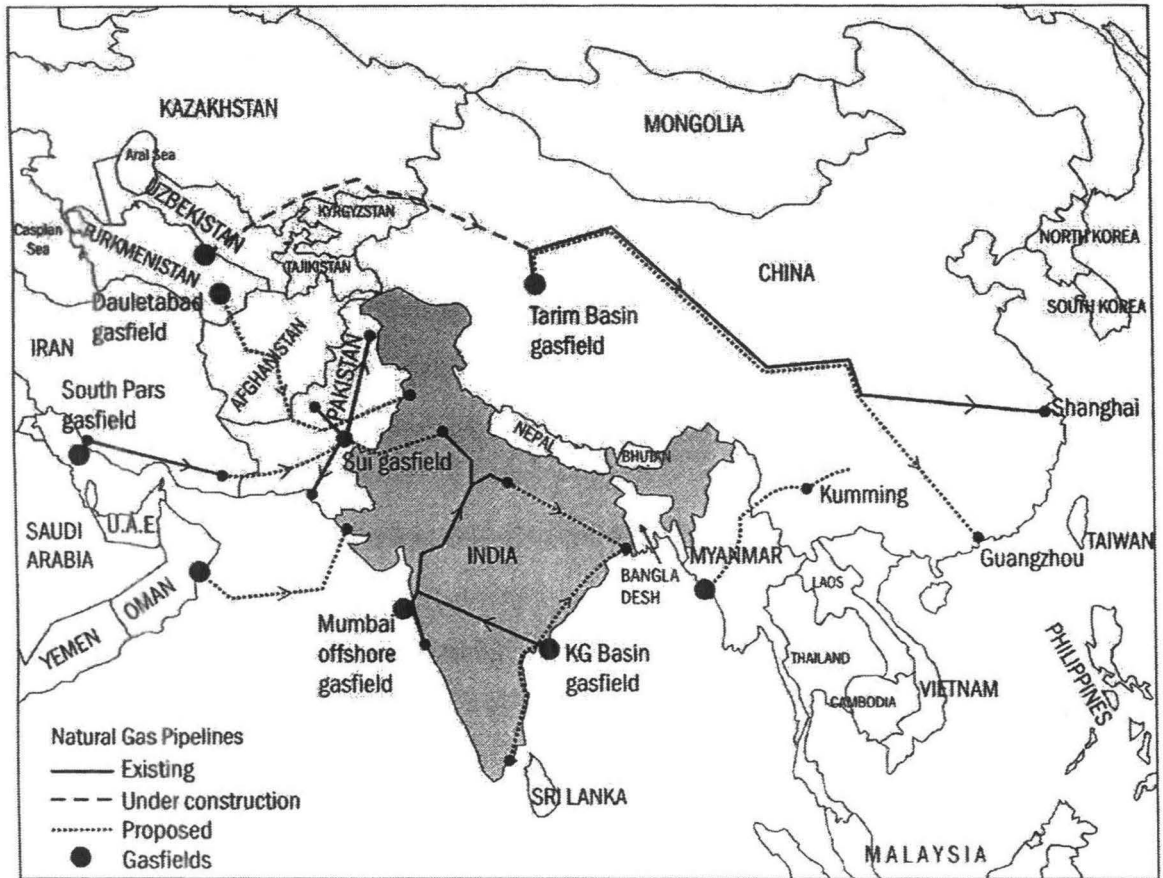 KAZAKHSTAN
MONGOLIA
Aral Sea
UZBEKISTAN
KYRGYZSTAN
Caspian
Sea
TURKMENISTAN
TAJIKISTAN
NORTH KOREA
CHINA
SOUTH KOREA
Dauletabad
gasfield
Tarim Basin
gasfield
IRAN
AFGHANISTAN
PAKISTAN
South Pars
gasfield
Shanghai
NEPAL
BHUTAN
Sui gasfield
Kumming
SAUDI
ARABIA
U.A.E
TAIWAN
Guangzhou
INDIA
MYANMAR
BANGLA
DESH
LAOS
OMAN
YEMEN
Mumbai
offshore
gasfield
KG Basin
gasfield
THAILAND
PHILIPPINES
VIETNAM
CAMBODIA
Natural Gas Pipelines
Existing
Under construction
Proposed
Gasfields
SRI LANKA
MALAYSIA